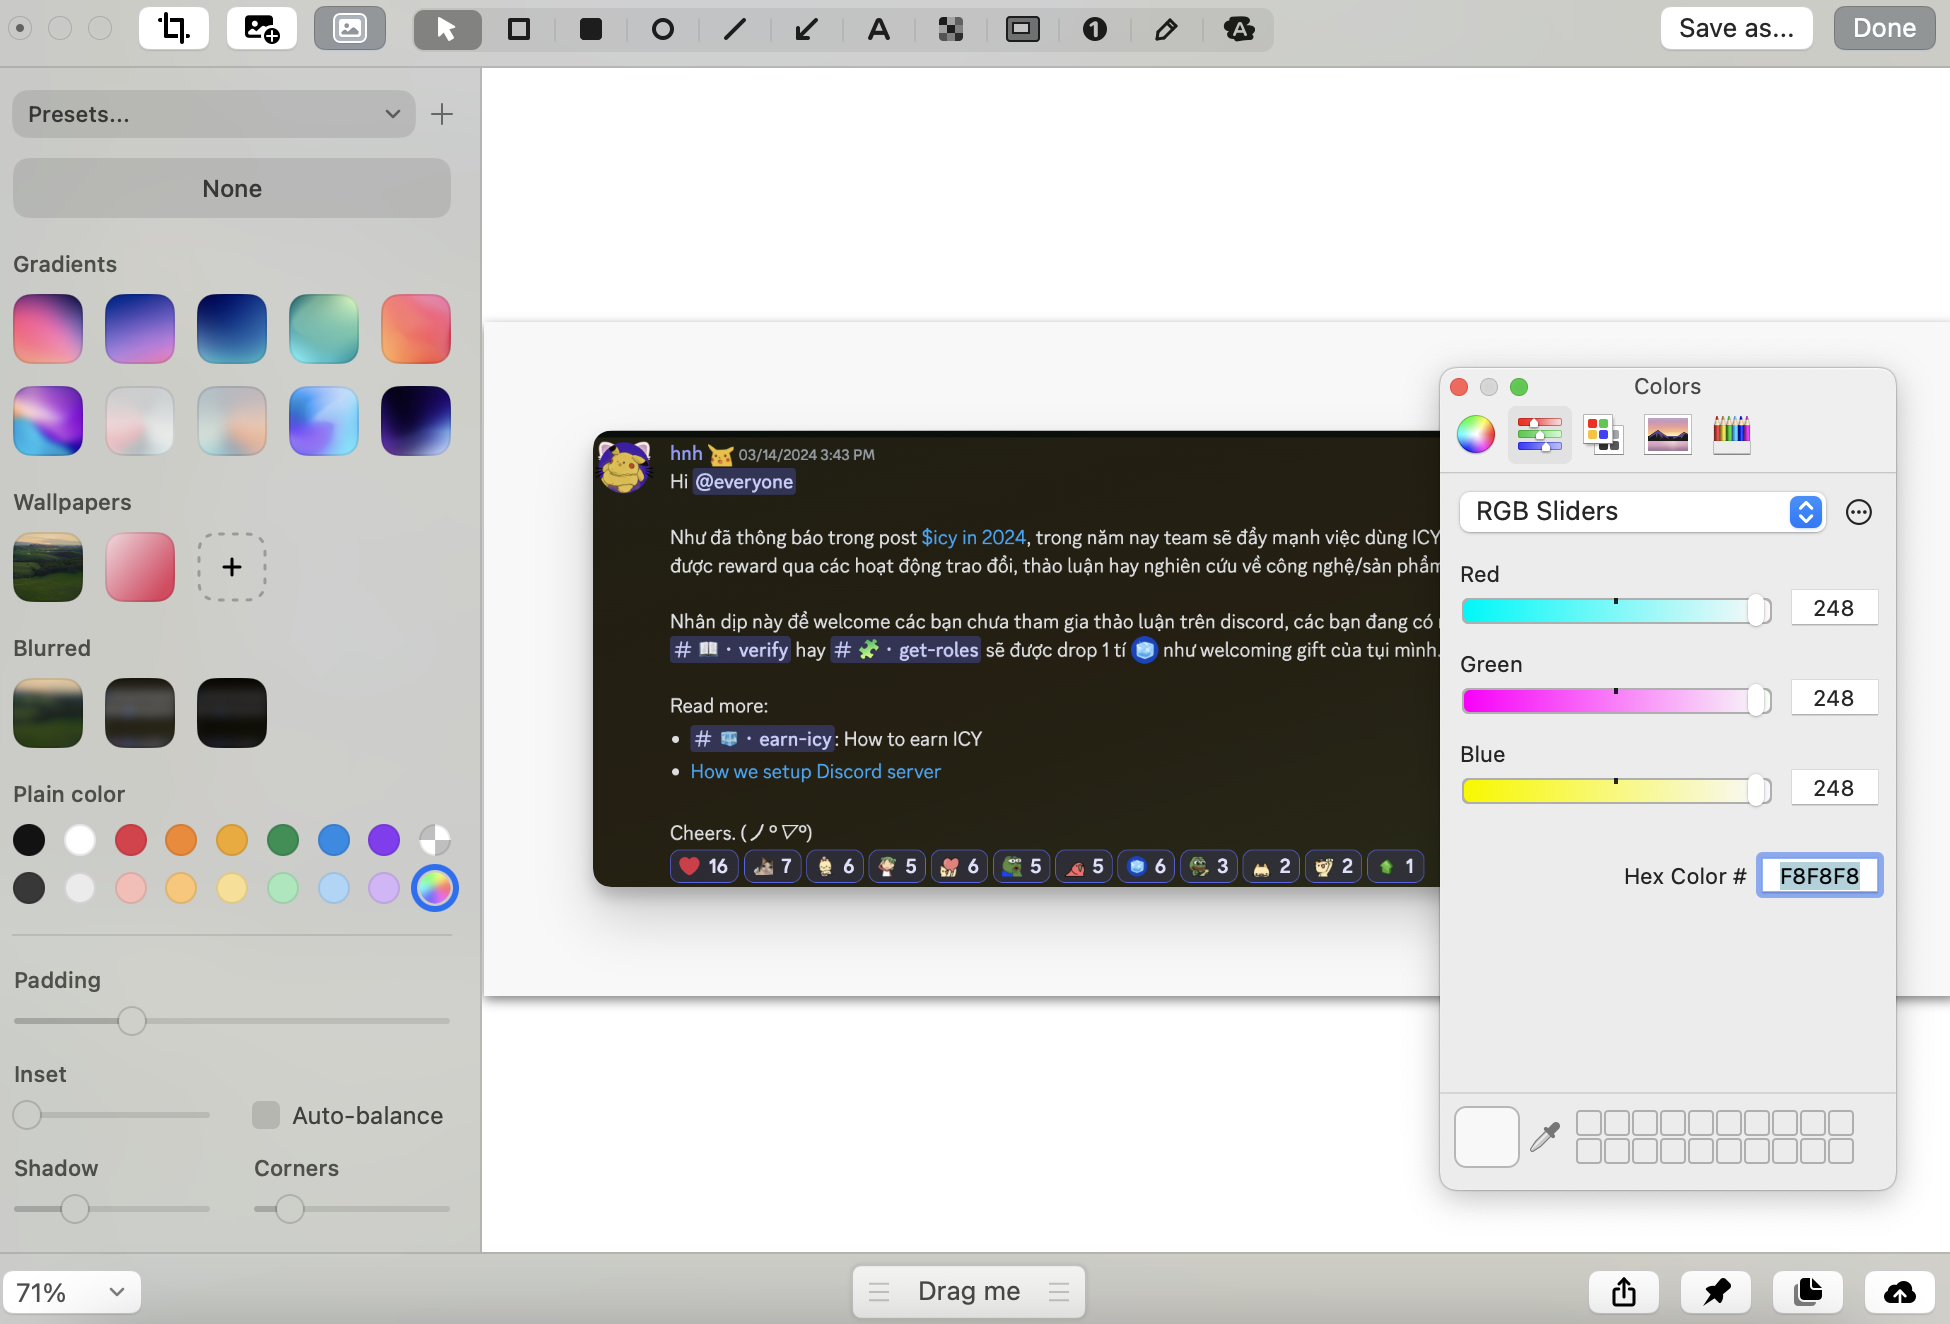 Save as...
Done
Presets...
None
Gradients
Wallpapers
Blurred
Plain color
Padding
Inset
Auto-balance
Shadow
Corners
71%
Drag me
hnh 03/14/2024 3:43 PM
Hi @everyone
Như đã thông báo trong post $icy in 2024, trong năm nay team sẽ đẩy mạnh việc dùng ICY
được reward qua các hoạt động trao đổi, thảo luận hay nghiên cứu về công nghệ/sản phẩm
Nhân dịp này để welcome các bạn chưa tham gia thảo luận trên discord, các bạn đang có
# 📖 · verify hay # 🧩 · get-roles sẽ được drop 1 tí 🧊 như welcoming gift của tụi mình.
Read more:
• # 🧊 · earn-icy: How to earn ICY
• How we setup Discord server
Cheers. (ノ°▽°)
16 7 6 5 6 5 5 6 3 2 2 1
Colors
RGB Sliders
Red
248
Green
248
Blue
248
Hex Color # F8F8F8